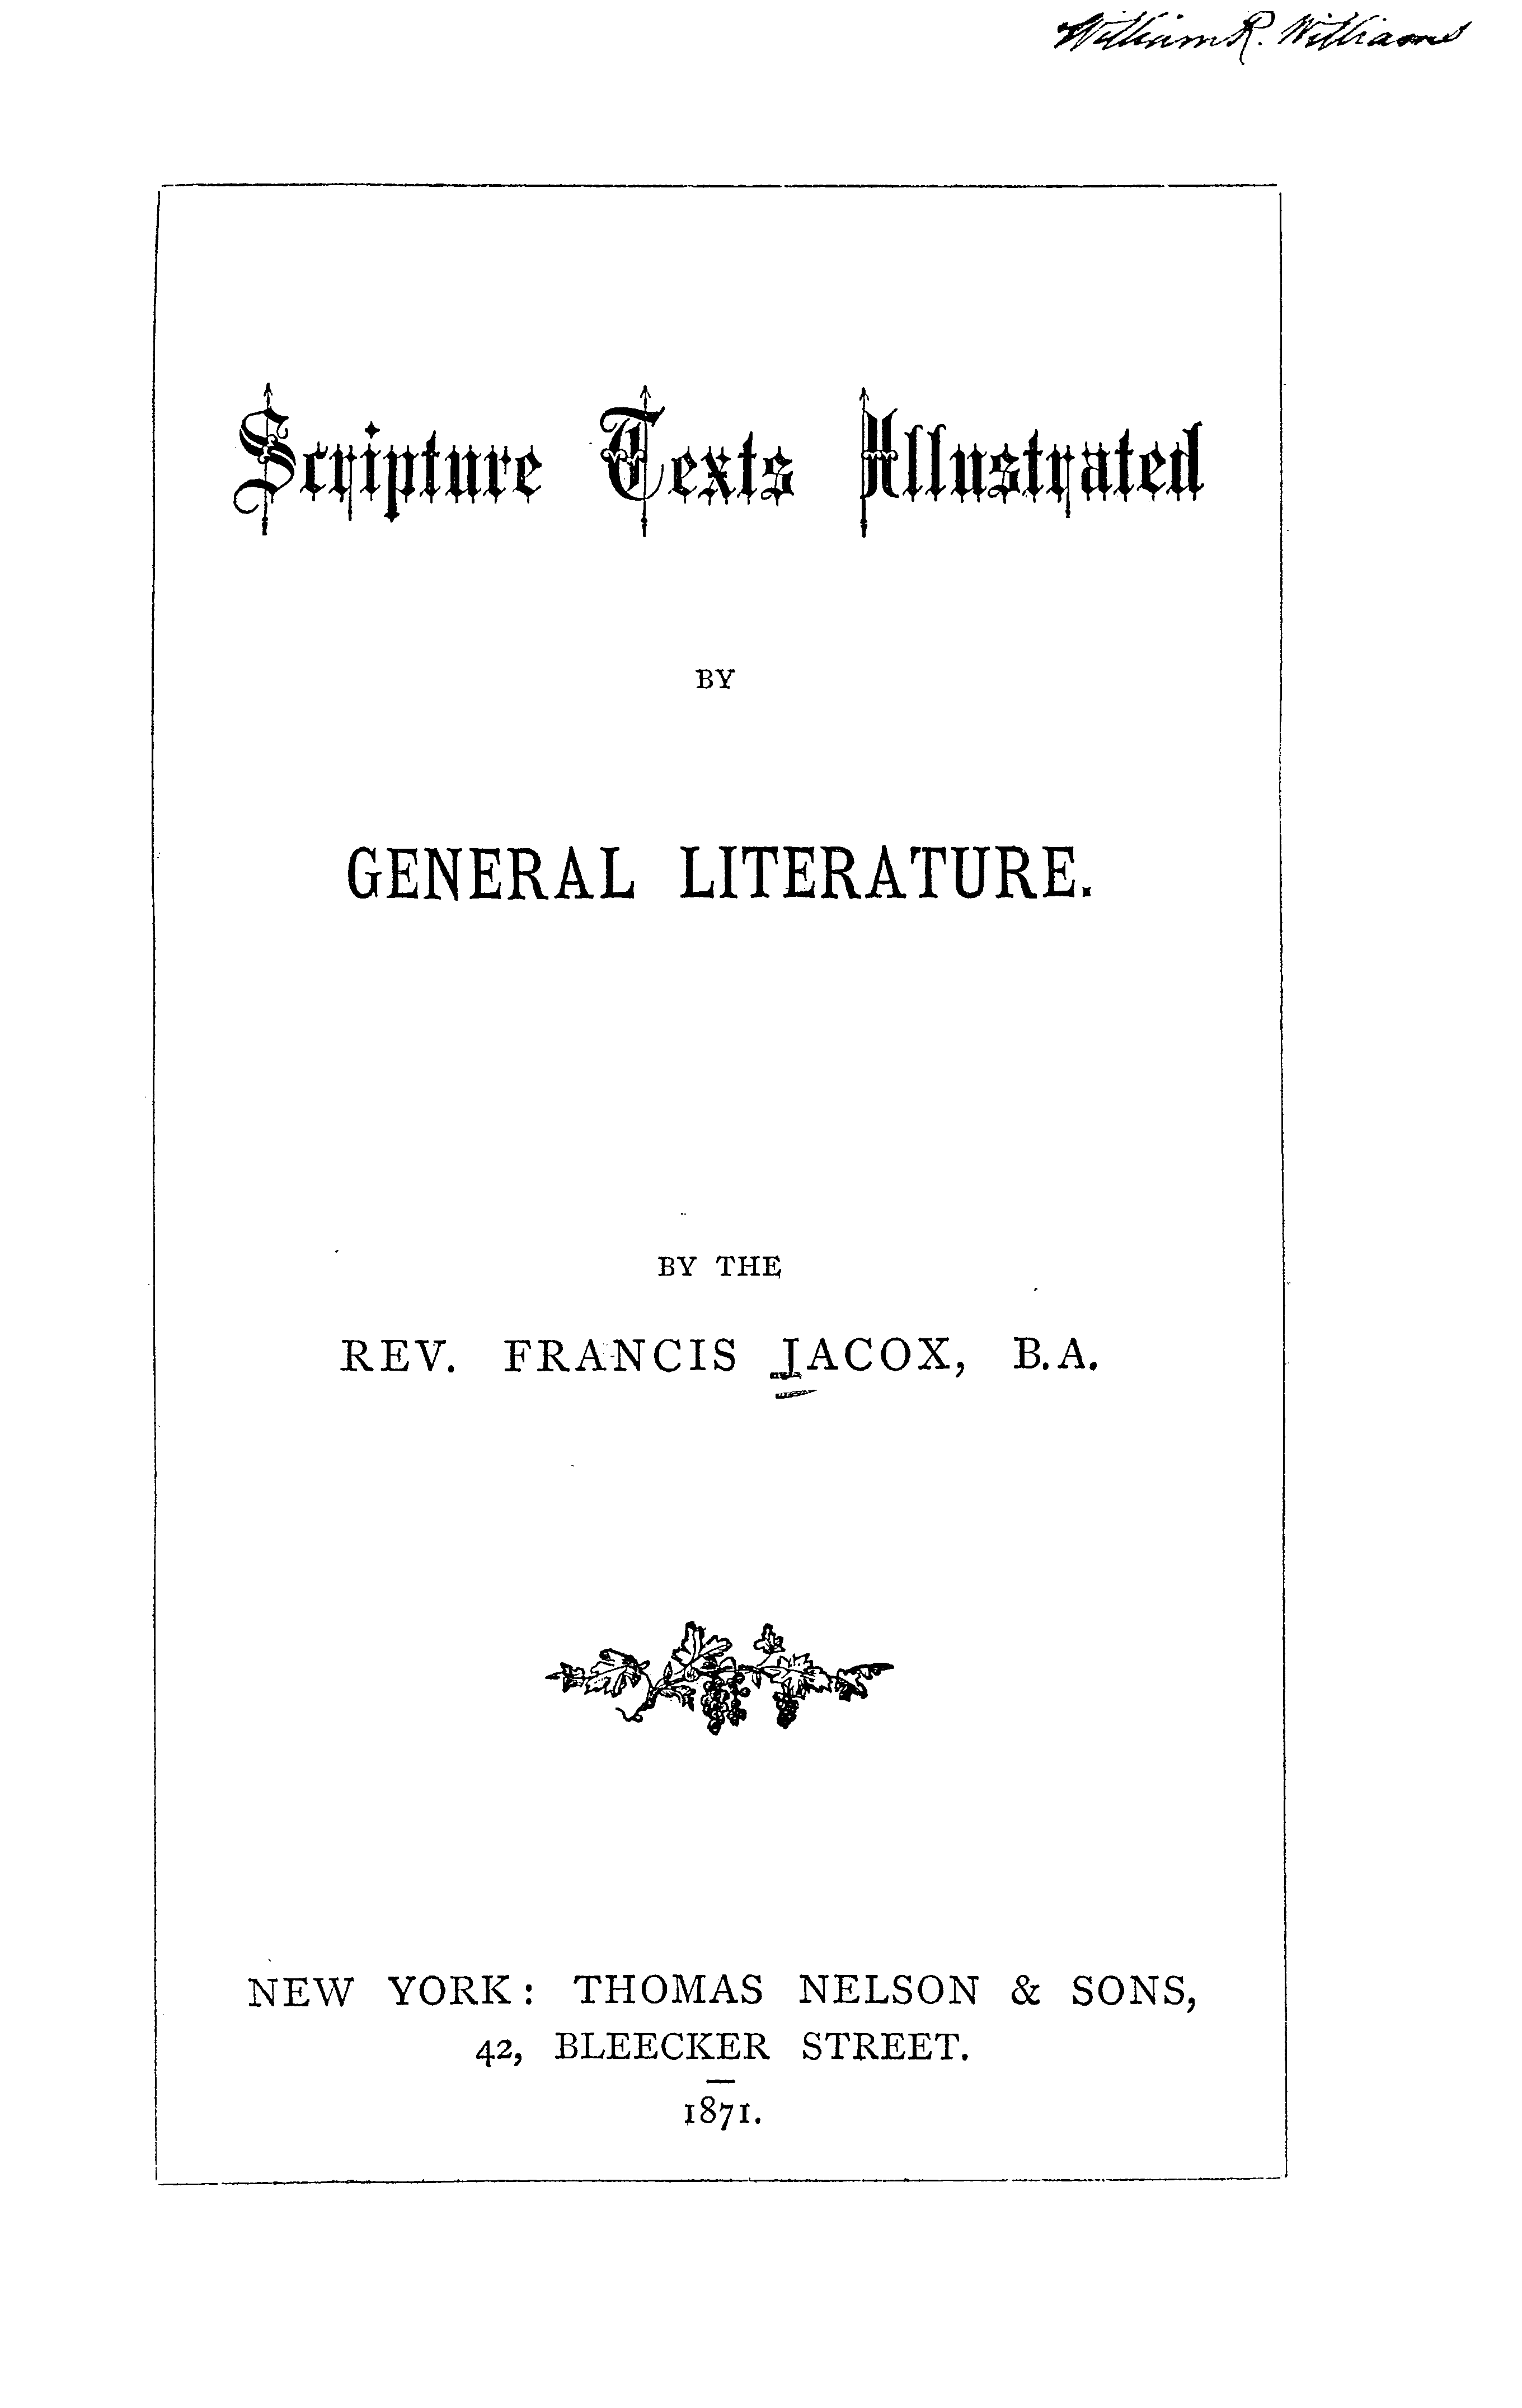 William R. Williams
Scripture Texts Illustrated
BY
GENERAL LITERATURE.
BY THE
REV. FRANCIS JACOX, B.A.
NEW YORK: THOMAS NELSON & SONS,
42, BLEECKER STREET.
1871.